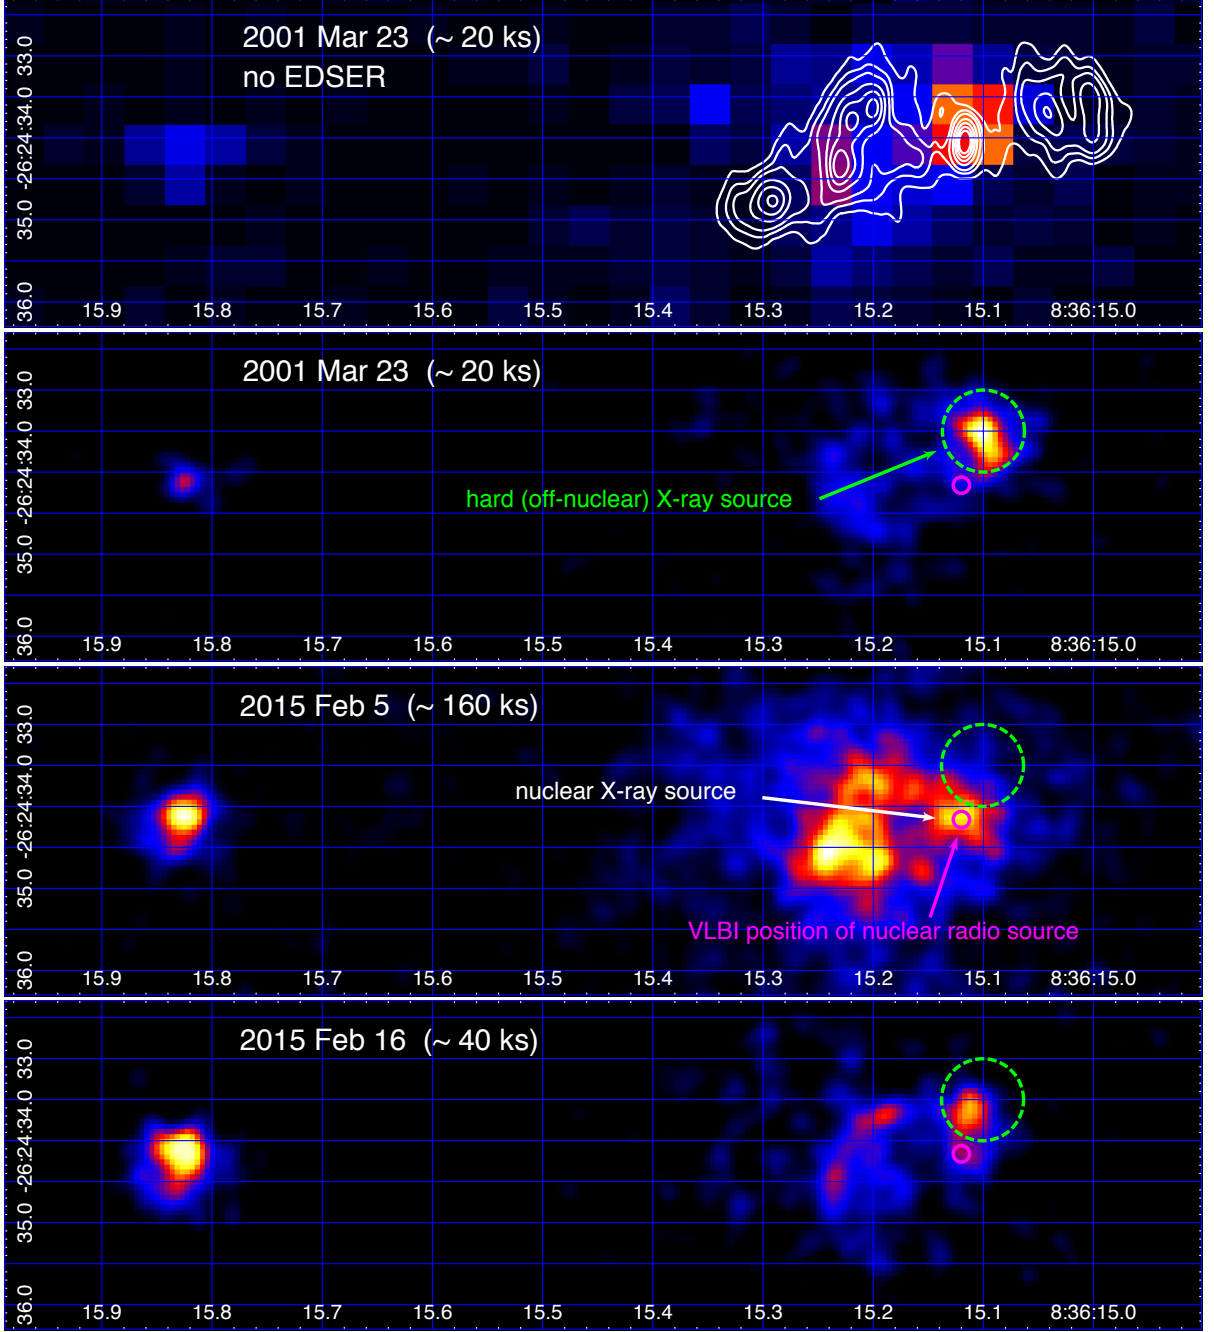 2001 Mar 23 (~ 20 ks)
no EDSER
-26:24:34.0 33.0
35.0
36.0
15.9 15.8 15.7 15.6 15.5 15.4 15.3 15.2 15.1 8:36:15.0
2001 Mar 23 (~ 20 ks)
hard (off-nuclear) X-ray source
-26:24:34.0 33.0
35.0
36.0
15.9 15.8 15.7 15.6 15.5 15.4 15.3 15.2 15.1 8:36:15.0
2015 Feb 5 (~ 160 ks)
nuclear X-ray source
VLBI position of nuclear radio source
-26:24:34.0 33.0
35.0
36.0
15.9 15.8 15.7 15.6 15.5 15.4 15.3 15.2 15.1 8:36:15.0
2015 Feb 16 (~ 40 ks)
-26:24:34.0 33.0
35.0
36.0
15.9 15.8 15.7 15.6 15.5 15.4 15.3 15.2 15.1 8:36:15.0